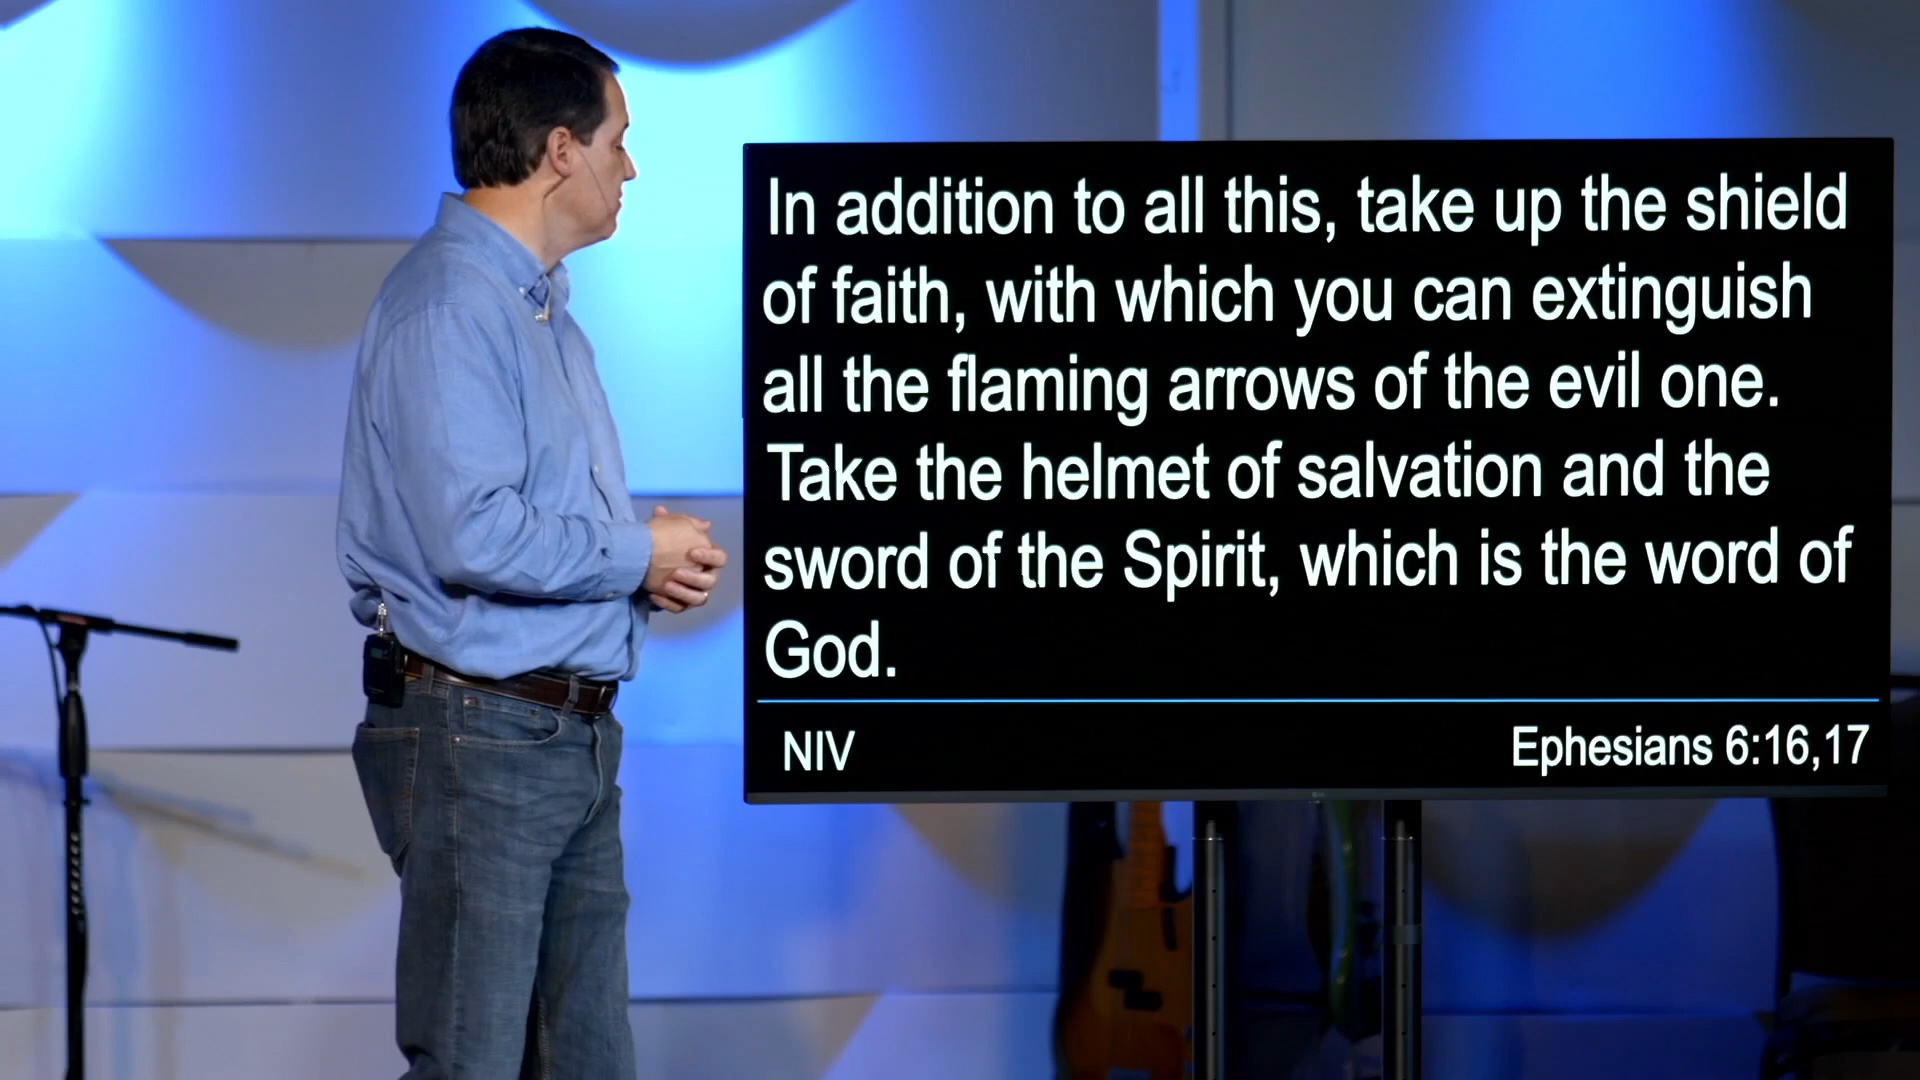 In addition to all this, take up the shield
of faith, with which you can extinguish
all the flaming arrows of the evil one.
Take the helmet of salvation and the
sword of the Spirit, which is the word of
God.
NIV
Ephesians 6:16,17